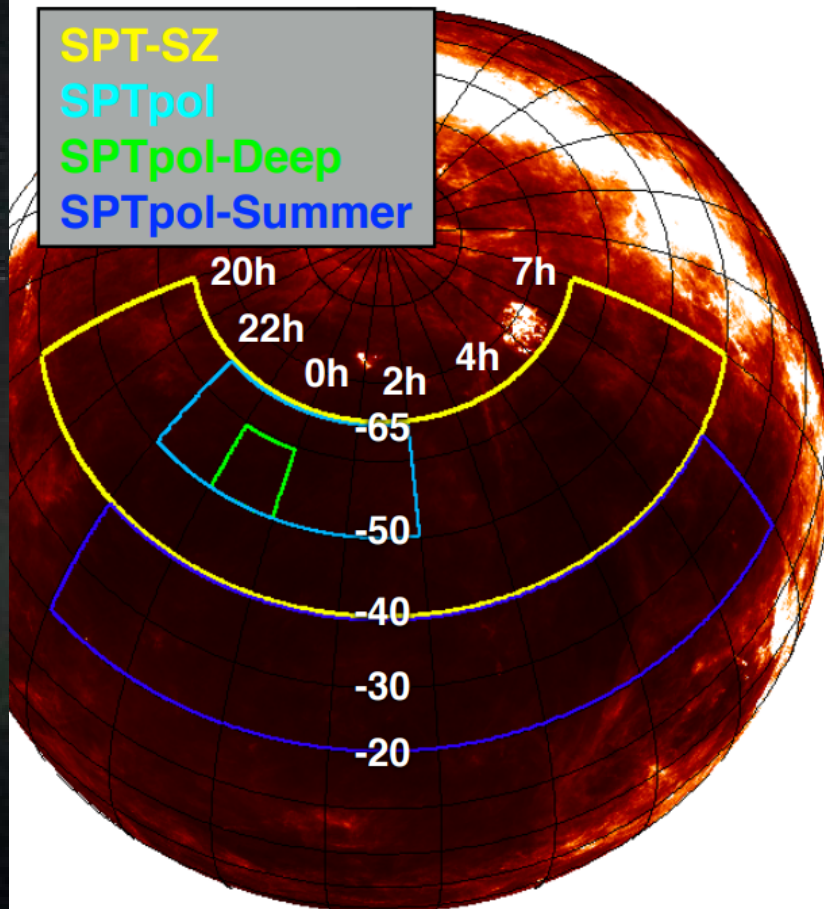 SPT-SZ
SPTpol
SPTpol-Deep
SPTpol-Summer
20h
7h
22h
4h
0h
2h
-65
-50
-40
-30
-20